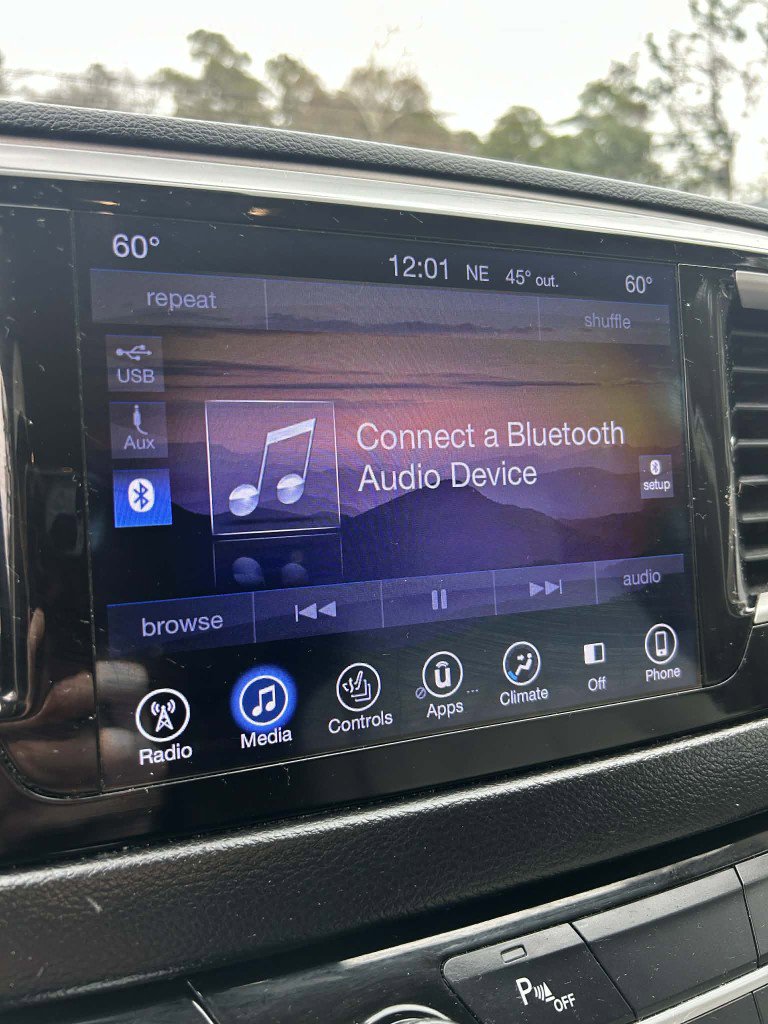 60°
12:01 NE 45° out.
60°
repeat
shuffle
USB
Aux
Connect a Bluetooth
Audio Device
setup
browse
audio
Radio
Media
Controls
Apps
...
Climate
Off
Phone
P
OFF